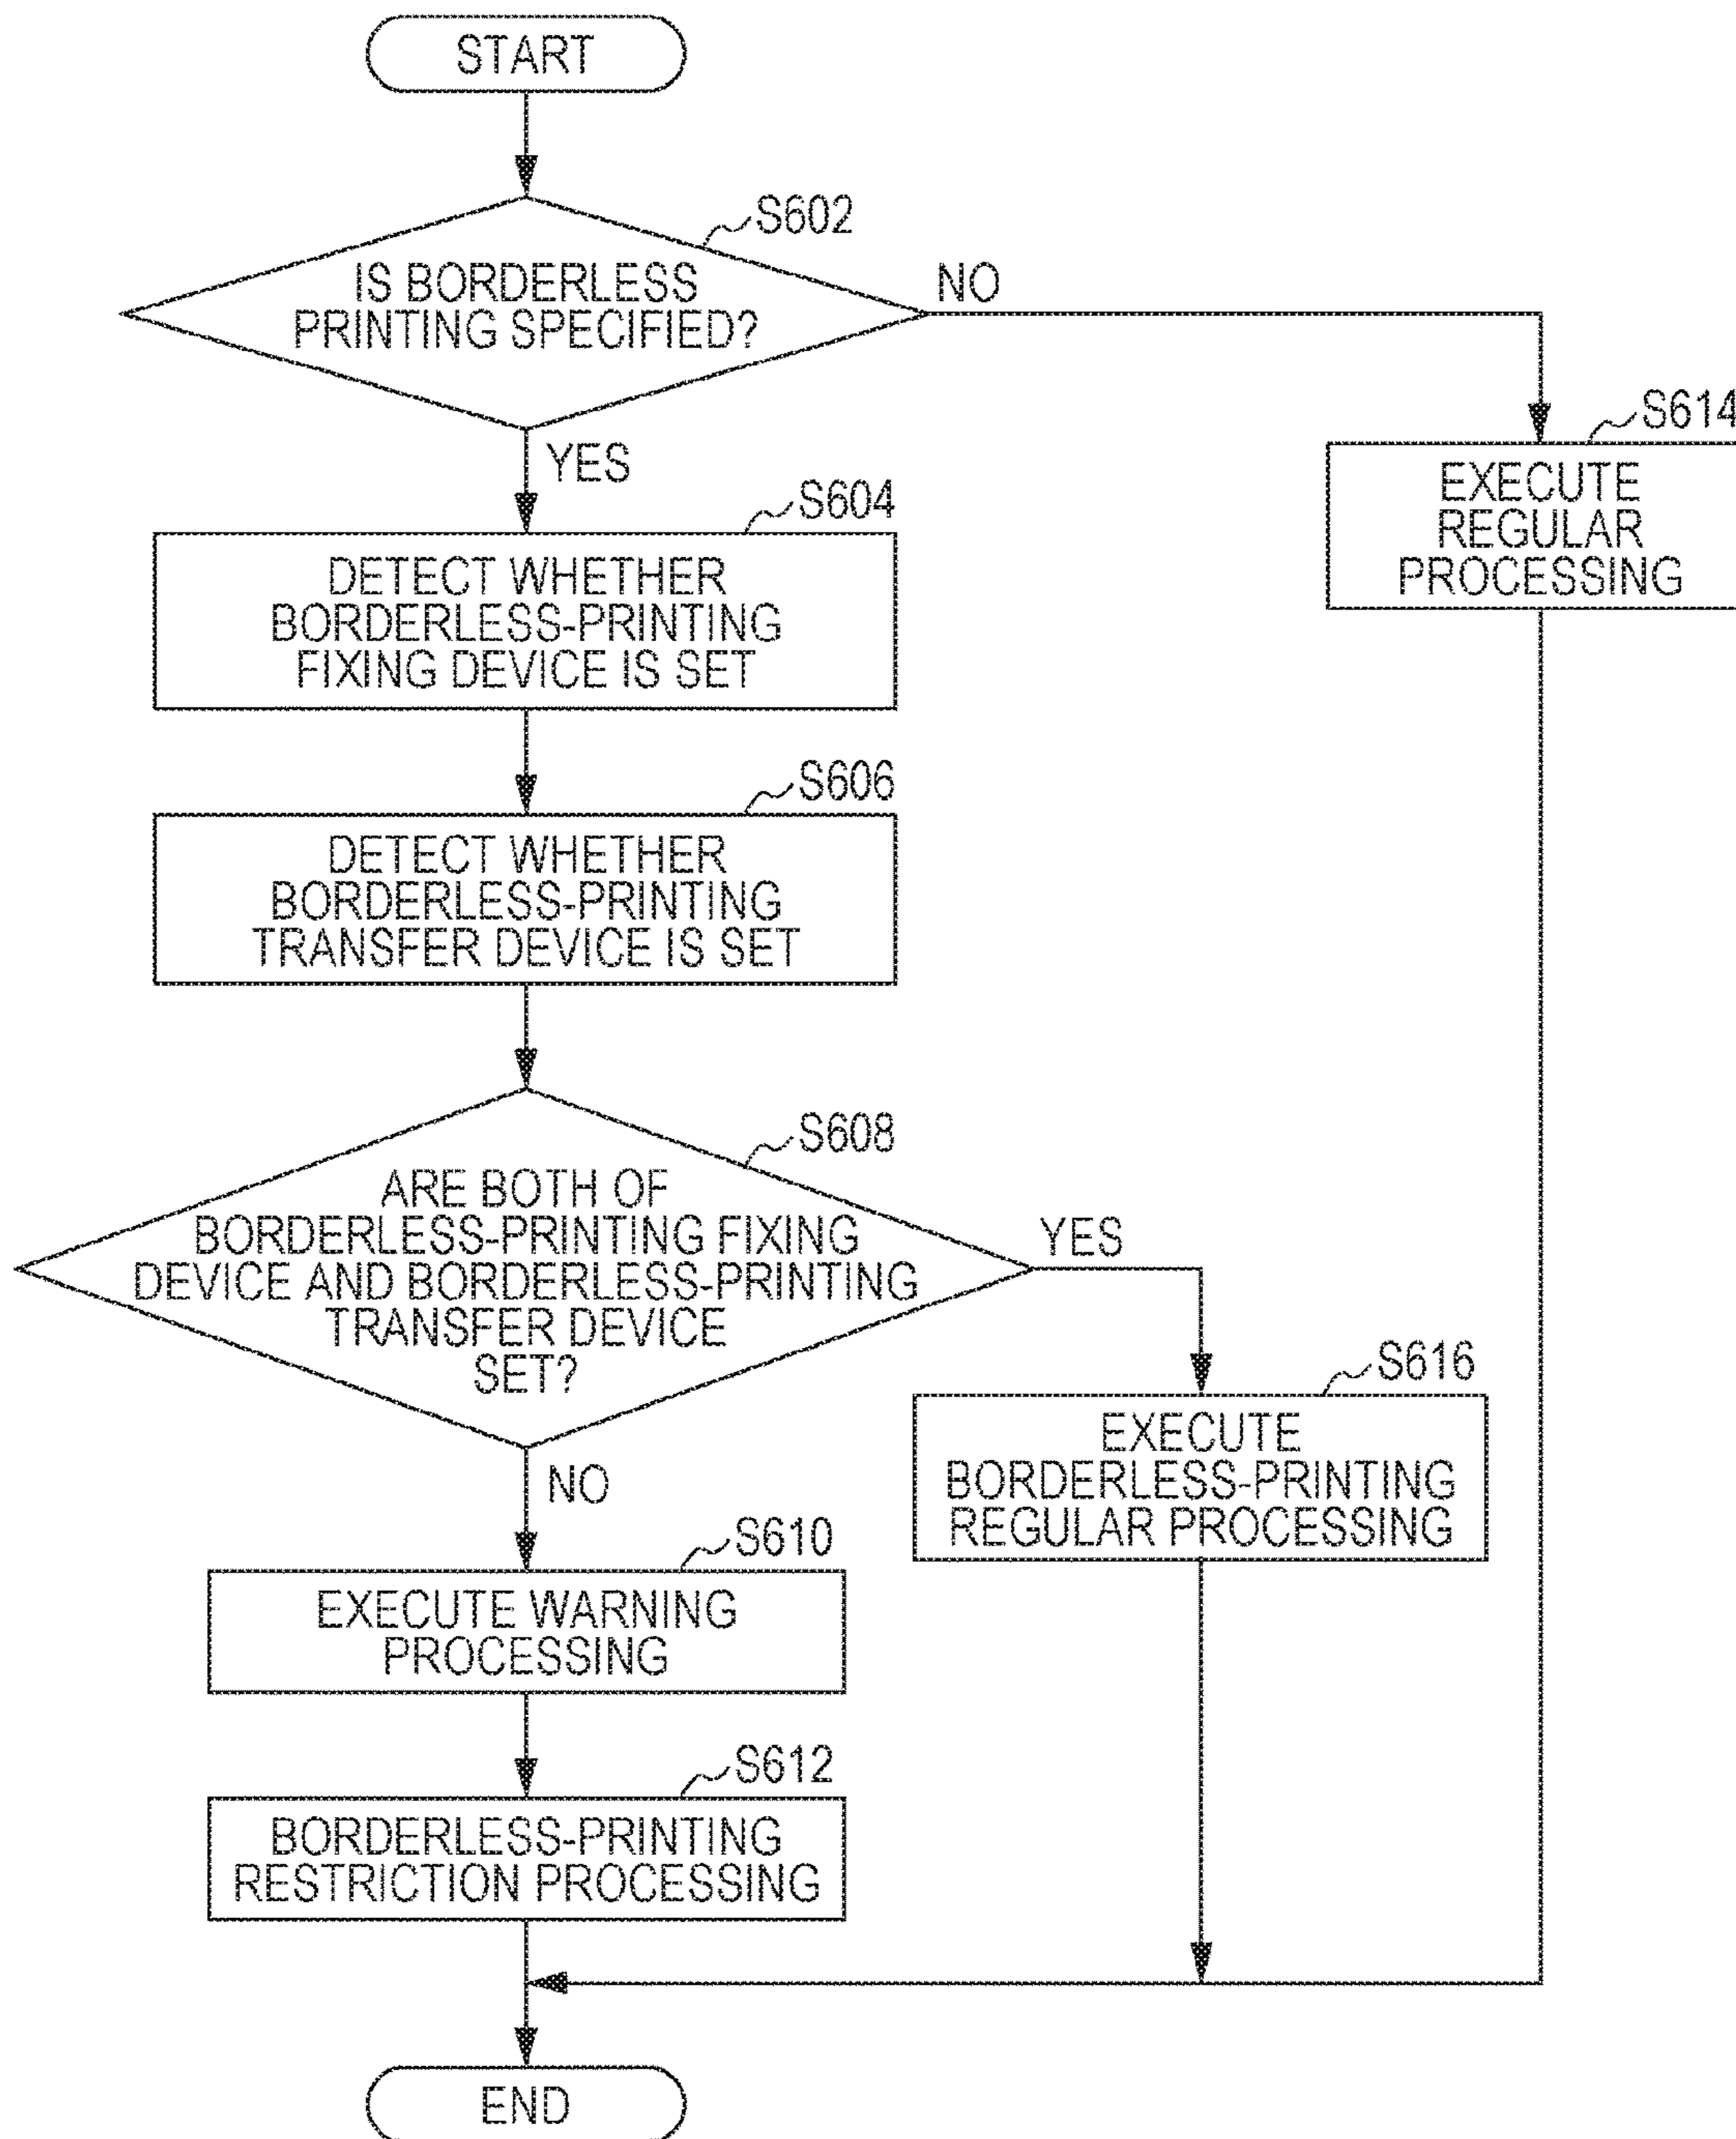 START
S602
IS BORDERLESS
PRINTING SPECIFIED?
NO
YES
S614
EXECUTE
REGULAR
PROCESSING
S604
DETECT WHETHER
BORDERLESS-PRINTING
FIXING DEVICE IS SET
S606
DETECT WHETHER
BORDERLESS-PRINTING
TRANSFER DEVICE IS SET
S608
ARE BOTH OF
BORDERLESS-PRINTING FIXING
DEVICE AND BORDERLESS-PRINTING
TRANSFER DEVICE
SET?
YES
NO
S616
EXECUTE
BORDERLESS-PRINTING
REGULAR PROCESSING
S610
EXECUTE WARNING
PROCESSING
S612
BORDERLESS-PRINTING
RESTRICTION PROCESSING
END